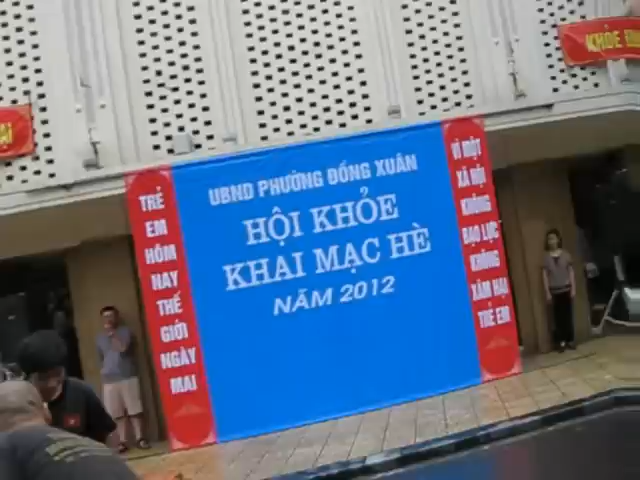 KHỎE
UBND PHƯỜNG ĐỒNG XUÂN
HỘI KHỎE
KHAI MẠC HÈ
NĂM 2012
TRẺ
EM
HÔM
NAY
THẾ
GIỚI
NGÀY
MAI
VÌ MỘT
XÃ HỘI
KHÔNG
BẠO LỰC
KHÔNG
XÂM HẠI
TRẺ EM